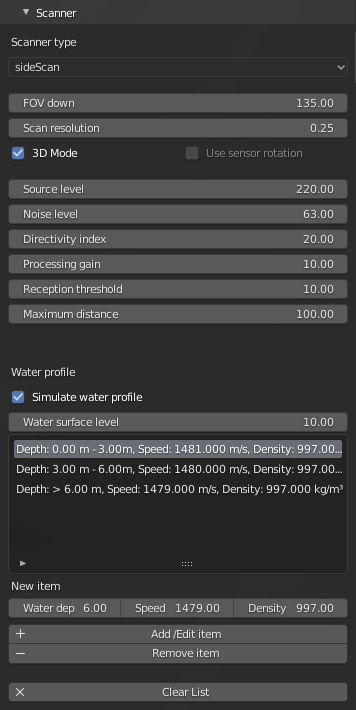 Scanner
Scanner type
sideScan
FOV down 135.00
Scan resolution 0.25
3D Mode Use sensor rotation
Source level 220.00
Noise level 63.00
Directivity index 20.00
Processing gain 10.00
Reception threshold 10.00
Maximum distance 100.00
Water profile
Simulate water profile
Water surface level 10.00
Depth: 0.00 m - 3.00m, Speed: 1481.000 m/s, Density: 997.00...
Depth: 3.00 m - 6.00m, Speed: 1480.000 m/s, Density: 997.00...
Depth: > 6.00 m, Speed: 1479.000 m/s, Density: 997.000 kg/m³
New item
Water dep 6.00 Speed 1479.00 Density 997.00
Add /Edit item
Remove item
Clear List